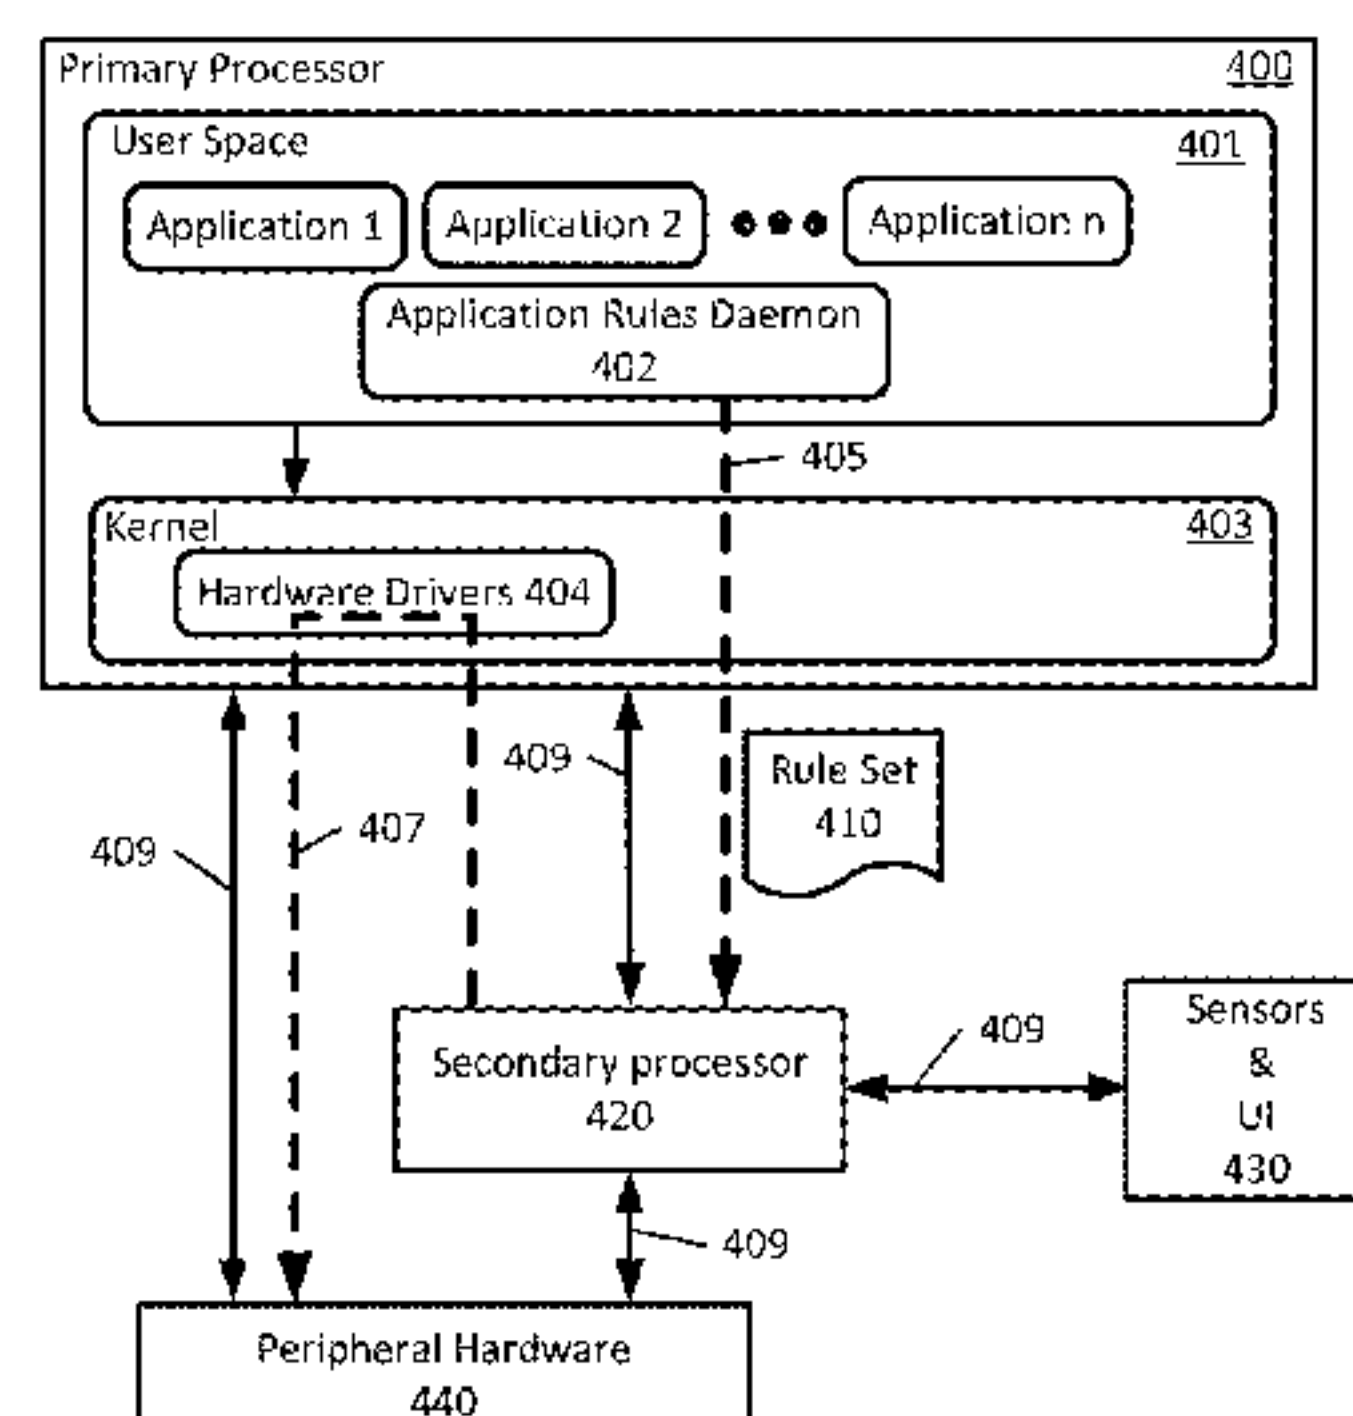 Primary Processor 400
User Space 401
Application 1 Application 2 Application n
Application Rules Daemon
402
405
Kernel 403
Hardware Drivers 404
409
Rule Set
410
407
409
Sensors
&
UI
430
409
Secondary processor
420
409
Peripheral Hardware
440